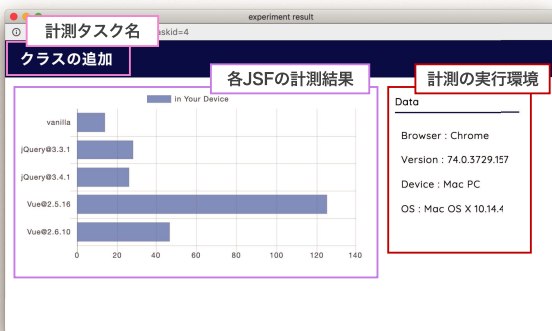 experiment result
計測タスク名
askid=4
クラスの追加
各JSFの計測結果
計測の実行環境
in Your Device
vanilla
jQuery@3.3.1
jQuery@3.4.1
Vue@2.5.16
Vue@2.6.10
0 20 40 60 80 100 120 140
Data
Browser : Chrome
Version : 74.0.3729.157
Device : Mac PC
OS : Mac OS X 10.14.4